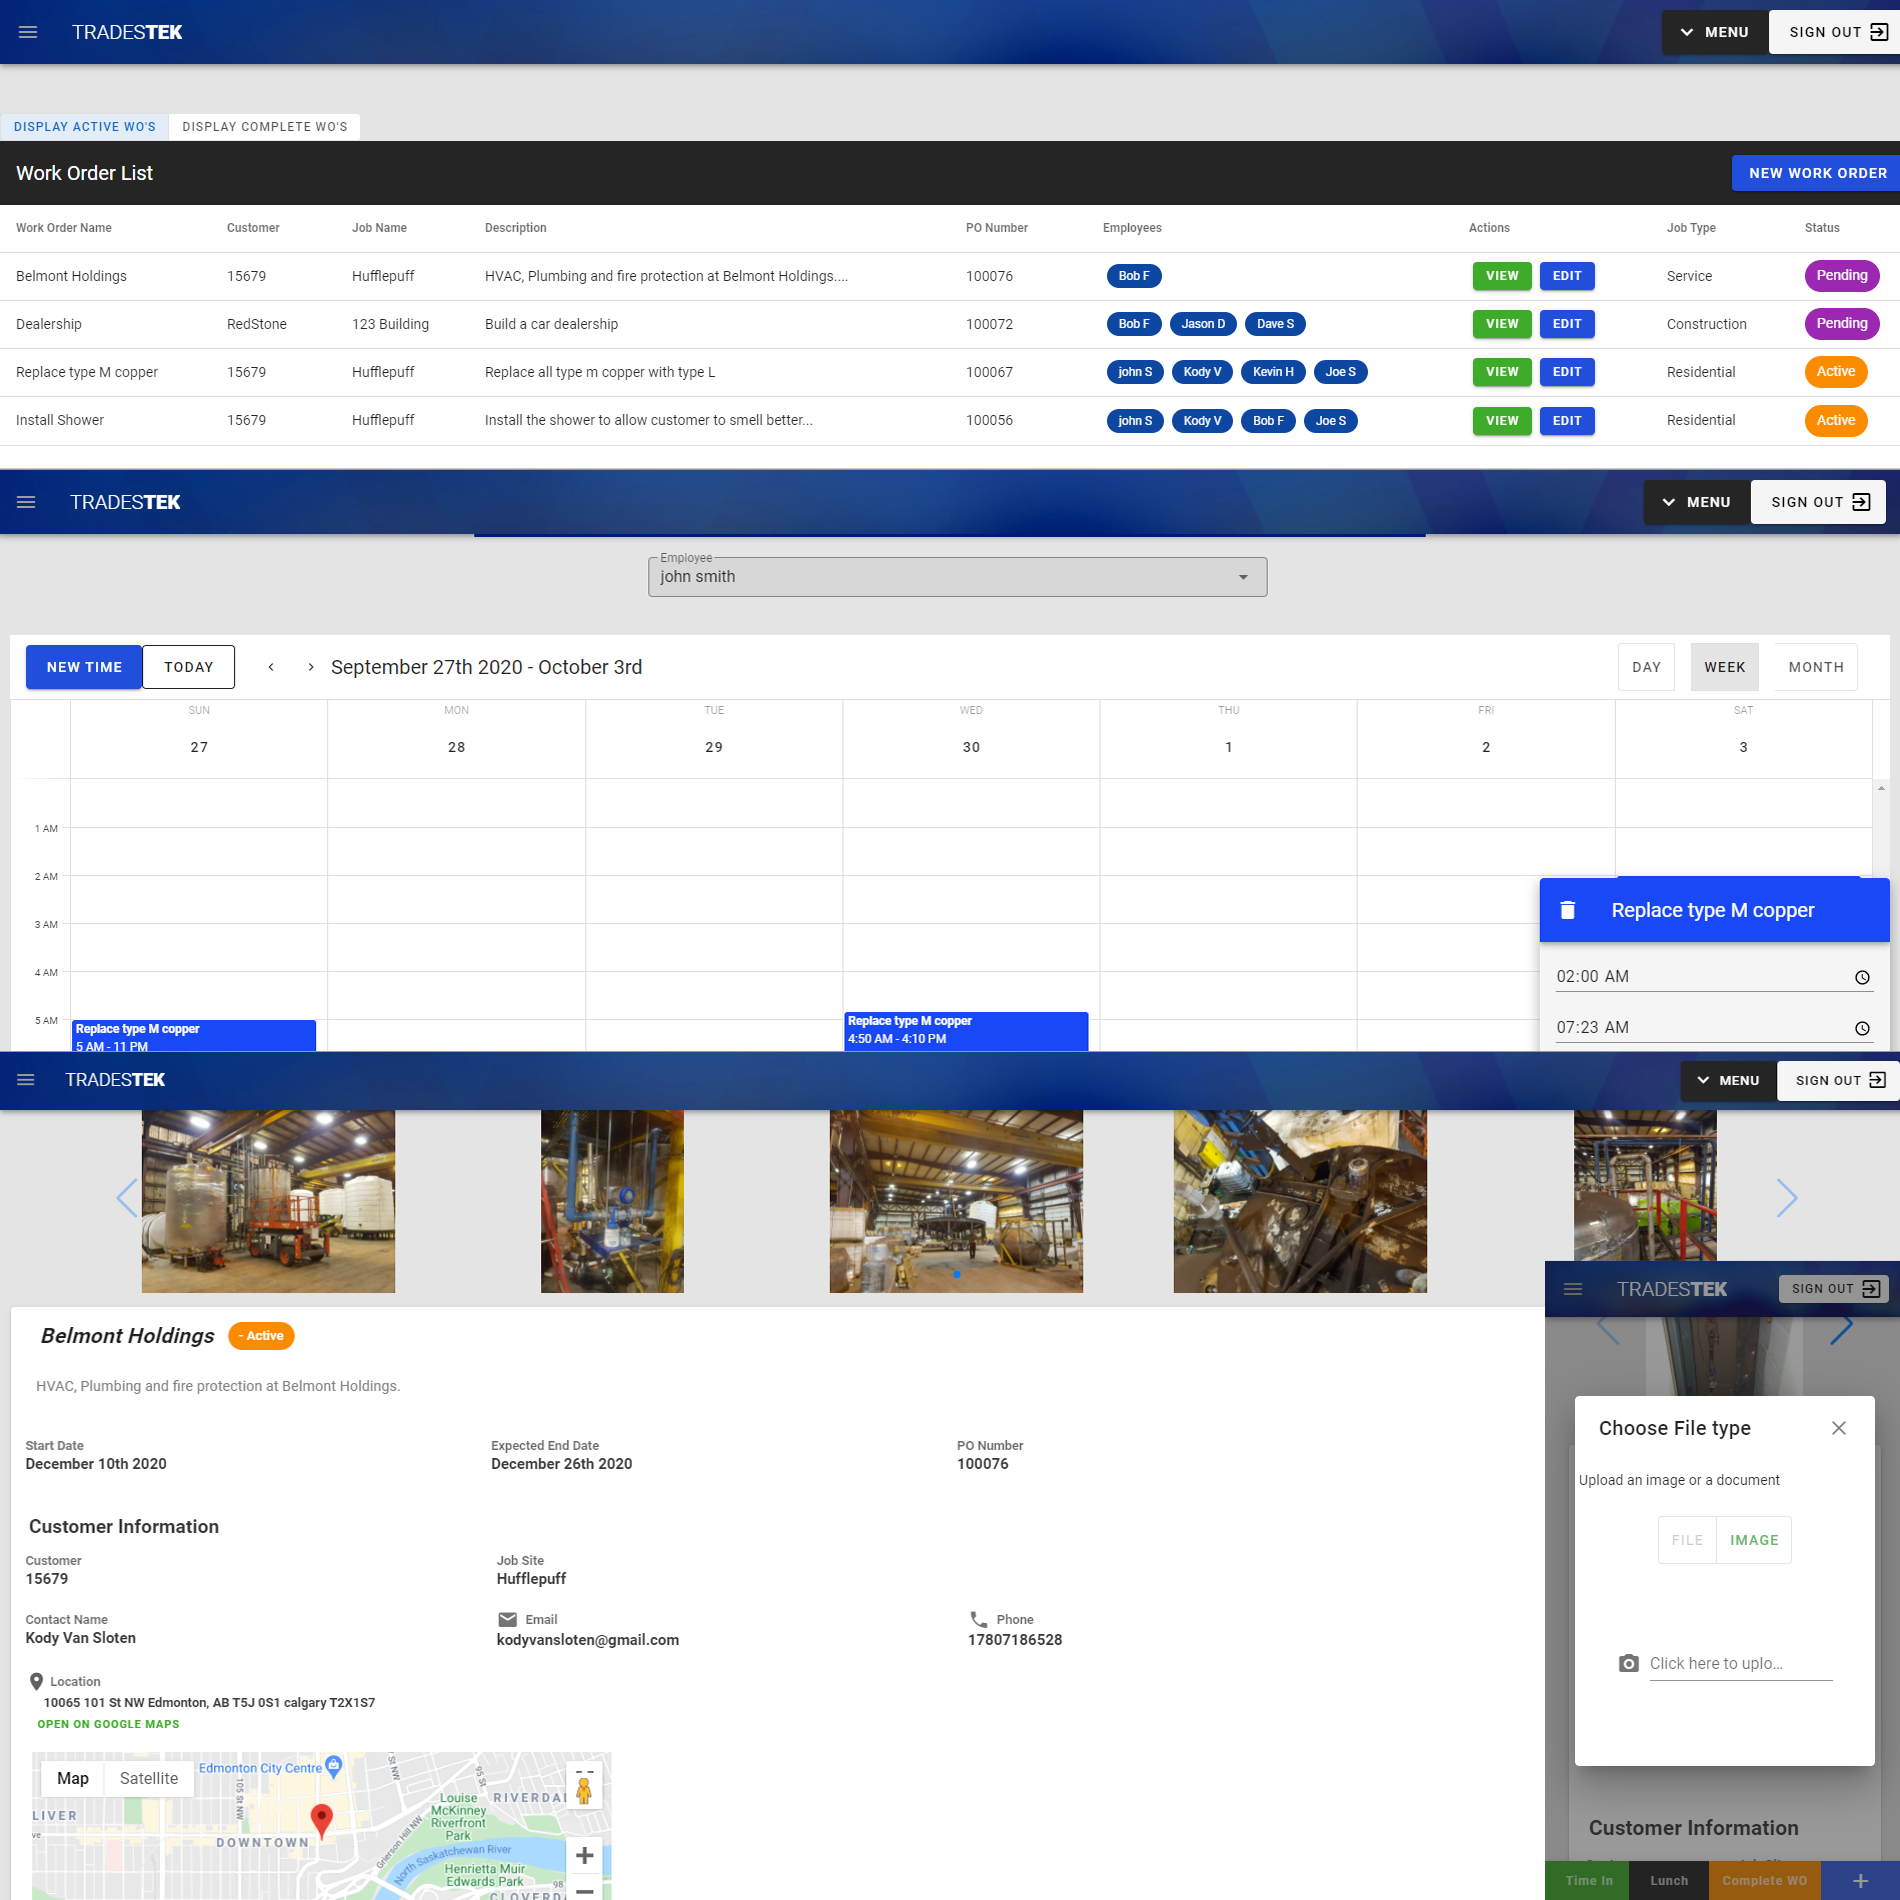 TRADESTEK
MENU
SIGN OUT
DISPLAY ACTIVE WO'S
DISPLAY COMPLETE WO'S
Work Order List
NEW WORK ORDER
Work Order Name Customer Job Name Description PO Number Employees Actions Job Type Status
Belmont Holdings 15679 Hufflepuff HVAC, Plumbing and fire protection at Belmont Holdings.... 100076 Bob F VIEW EDIT Service Pending
Dealership RedStone 123 Building Build a car dealership 100072 Bob F Jason D Dave S VIEW EDIT Construction Pending
Replace type M copper 15679 Hufflepuff Replace all type m copper with type L 100067 john S Kody V Kevin H Joe S VIEW EDIT Residential Active
Install Shower 15679 Hufflepuff Install the shower to allow customer to smell better... 100056 john S Kody V Bob F Joe S VIEW EDIT Residential Active
TRADESTEK
MENU
SIGN OUT
Employee
john smith
NEW TIME TODAY ‹ › September 27th 2020 - October 3rd DAY WEEK MONTH
SUN MON TUE WED THU FRI SAT
27 28 29 30 1 2 3
1 AM
2 AM
3 AM
4 AM
5 AM
Replace type M copper
5 AM - 11 PM
Replace type M copper
4:50 AM - 4:10 PM
Replace type M copper
02:00 AM
07:23 AM
TRADESTEK
MENU
SIGN OUT
Belmont Holdings - Active
HVAC, Plumbing and fire protection at Belmont Holdings.
Start Date Expected End Date PO Number
December 10th 2020 December 26th 2020 100076
Customer Information
Customer Job Site
15679 Hufflepuff
Contact Name Email Phone
Kody Van Sloten kodyvansloten@gmail.com 17807186528
Location
10065 101 St NW Edmonton, AB T5J 0S1 calgary T2X1S7
OPEN ON GOOGLE MAPS
Map Satellite
Edmonton City Centre
105 St NW
St NW
95 St
LIVER
ve
DOWNTOWN
Louise
McKinney
Riverfront
Park
RIVERDA
Grierson Hill NW
North Saskatchewan River
Henrietta Muir
Edwards Park
CLOVERDA
+
−
TRADESTEK
SIGN OUT
Choose File type
Upload an image or a document
FILE IMAGE
Click here to uplo...
Customer Information
Time In Lunch Complete WO +